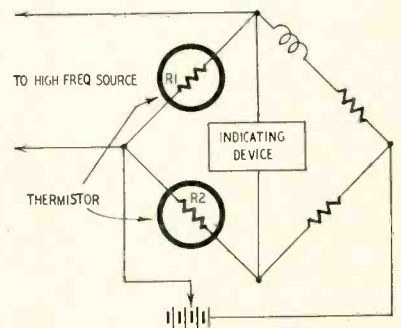 R1
TO HIGH FREQ SOURCE
INDICATING
DEVICE
THERMISTOR
R2